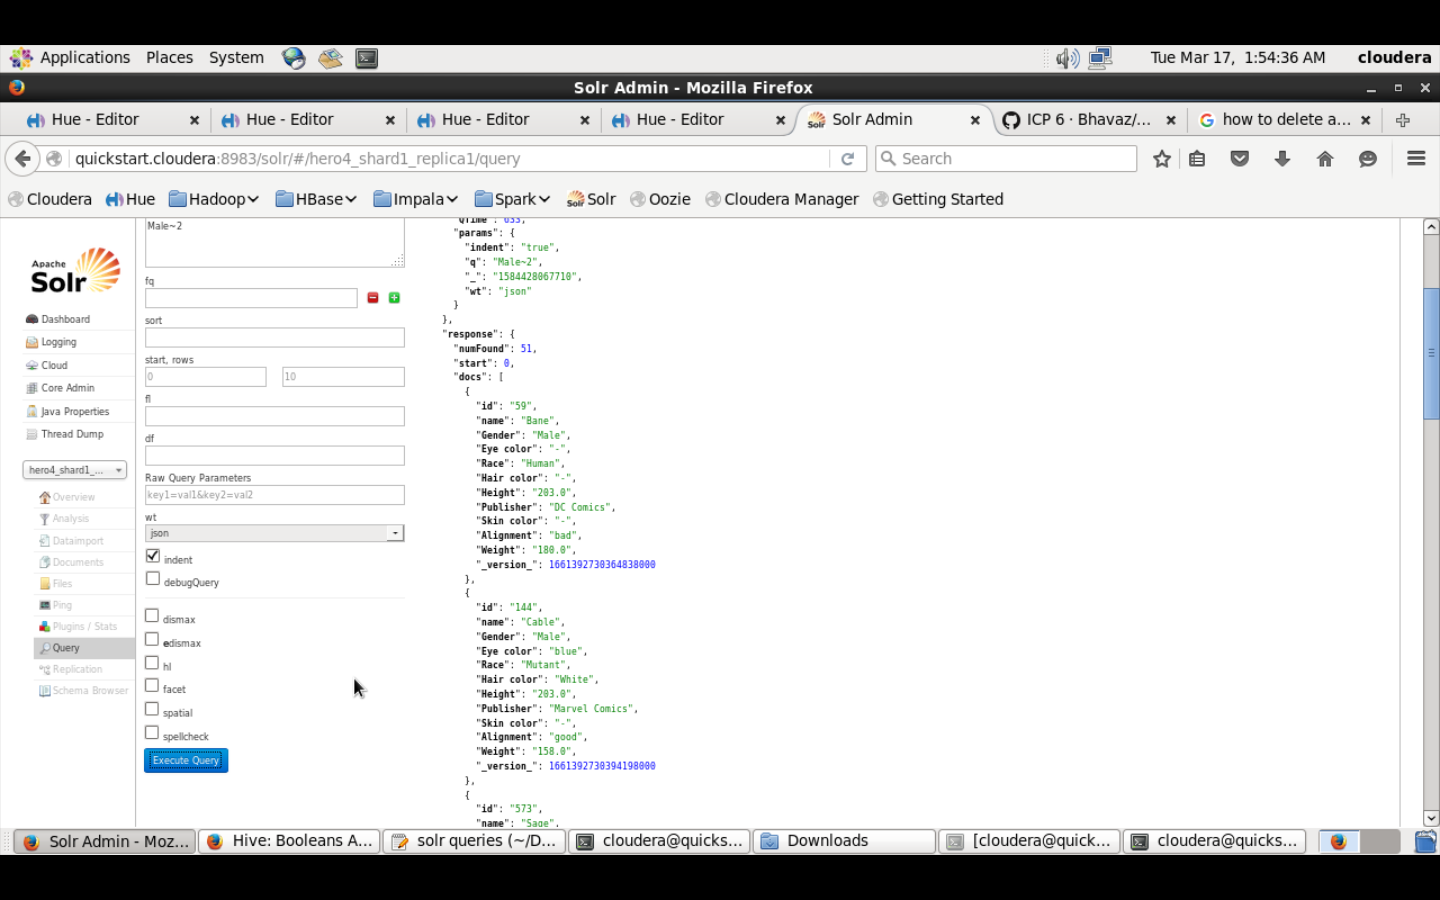 Applications Places System Tue Mar 17, 1:54:36 AM cloudera
Solr Admin - Mozilla Firefox
Hue - Editor Hue - Editor Hue - Editor Hue - Editor Solr Admin ICP 6 · Bhavaz/... how to delete a...
quickstart.cloudera:8983/solr/#/hero4_shard1_replica1/query Search
Cloudera Hue Hadoop HBase Impala Spark Solr Oozie Cloudera Manager Getting Started
Apache
Solr
Dashboard
Logging
Cloud
Core Admin
Java Properties
Thread Dump
hero4_shard1_...
Overview
Analysis
Dataimport
Documents
Files
Ping
Plugins / Stats
Query
Replication
Schema Browser
Male~2
fq
sort
start, rows
0 10
fl
df
Raw Query Parameters
key1=val1&key2=val2
wt
json
indent
debugQuery
dismax
edismax
hl
facet
spatial
spellcheck
Execute Query
"QTime": 633,
"params": {
"indent": "true",
"q": "Male~2",
"_": "1584428067710",
"wt": "json"
}
},
"response": {
"numFound": 51,
"start": 0,
"docs": [
{
"id": "59",
"name": "Bane",
"Gender": "Male",
"Eye color": "-",
"Race": "Human",
"Hair color": "-",
"Height": "203.0",
"Publisher": "DC Comics",
"Skin color": "-",
"Alignment": "bad",
"Weight": "180.0",
"_version_": 1661392730364838000
},
{
"id": "144",
"name": "Cable",
"Gender": "Male",
"Eye color": "blue",
"Race": "Mutant",
"Hair color": "White",
"Height": "203.0",
"Publisher": "Marvel Comics",
"Skin color": "-",
"Alignment": "good",
"Weight": "158.0",
"_version_": 1661392730394198000
},
{
"id": "573",
"name": "Sage",
Solr Admin - Moz... Hive: Booleans A... solr queries (~/D... cloudera@quicks... Downloads [cloudera@quick... cloudera@quicks...